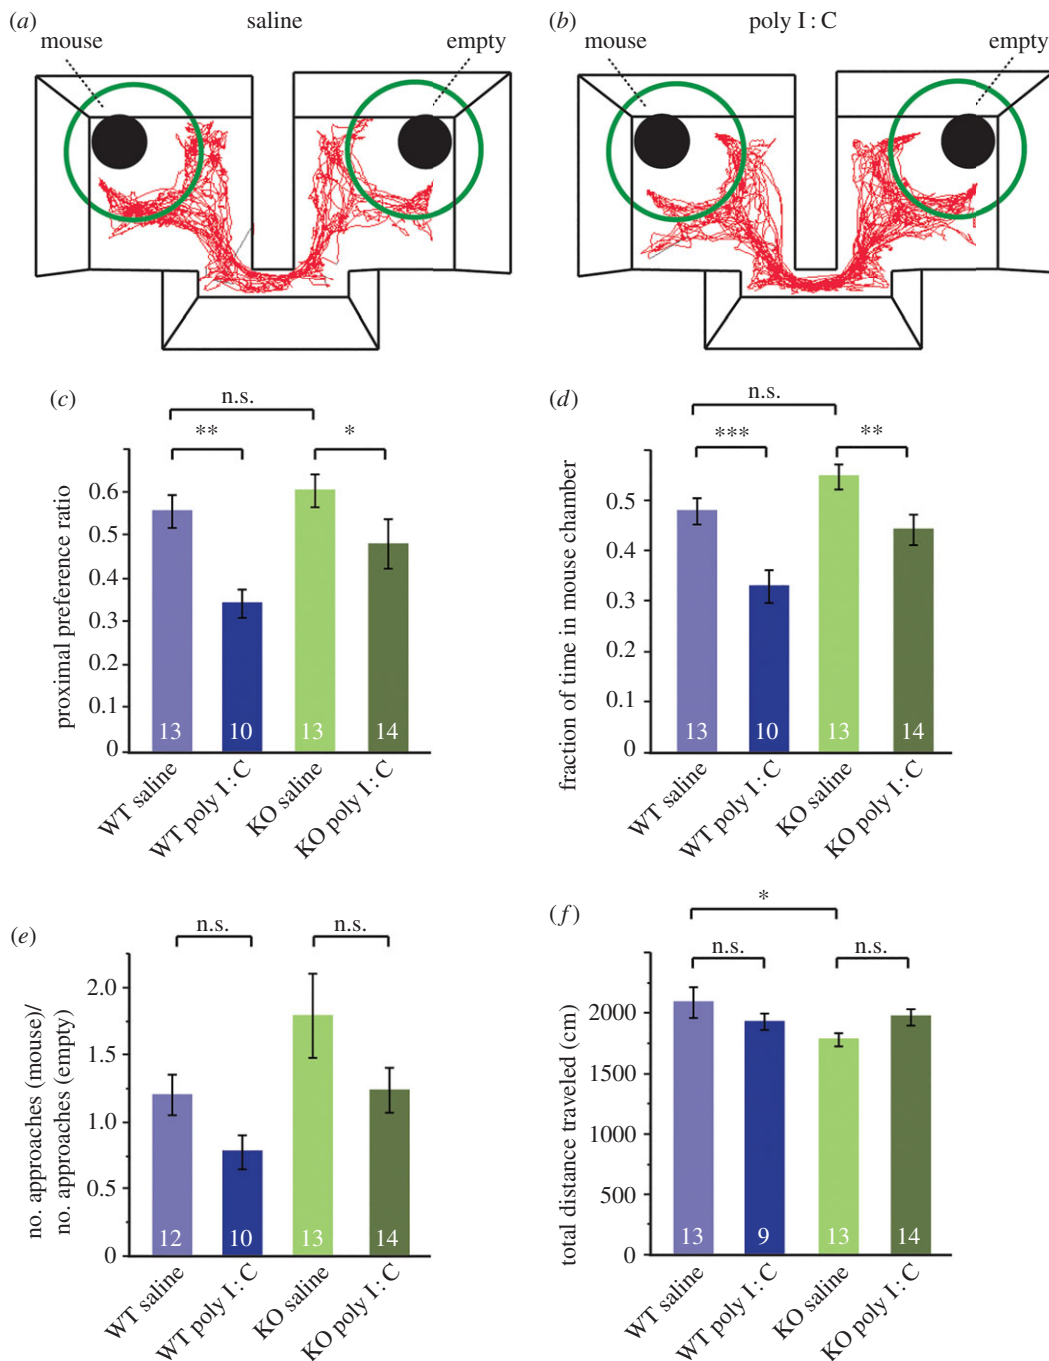 (a) saline
mouse empty
(b) poly I : C
mouse empty
(c)
n.s.
** *
proximal preference ratio
0.6
0.5
0.4
0.3
0.2
0.1
0
13 10 13 14
WT saline
WT poly I : C
KO saline
KO poly I : C
(d)
n.s.
*** **
fraction of time in mouse chamber
0.5
0.4
0.3
0.2
0.1
0
13 10 13 14
WT saline
WT poly I : C
KO saline
KO poly I : C
(e)
n.s. n.s.
no. approaches (mouse)/
no. approaches (empty)
2.0
1.5
1.0
0.5
0
12 10 13 14
WT saline
WT poly I : C
KO saline
KO poly I : C
(f)
*
n.s. n.s.
total distance traveled (cm)
2000
1500
1000
500
0
13 9 13 14
WT saline
WT poly I : C
KO saline
KO poly I : C